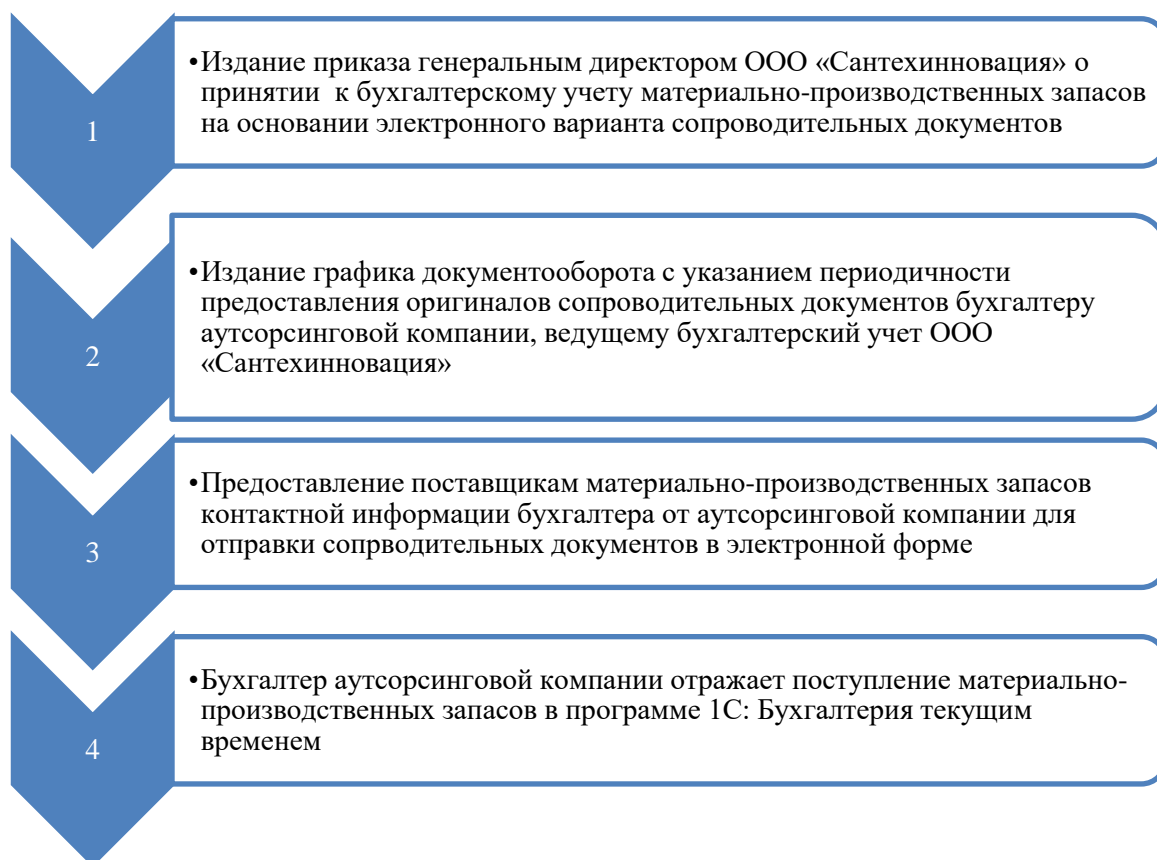 1
•Издание приказа генеральным директором ООО «Сантехинновация» о
принятии к бухгалтерскому учету материально-производственных запасов
на основании электронного варианта сопроводительных документов
2
•Издание графика документооборота с указанием периодичности
предоставления оригиналов сопроводительных документов бухгалтеру
аутсорсинговой компании, ведущему бухгалтерский учет ООО
«Сантехинновация»
3
•Предоставление поставщикам материально-производственных запасов
контактной информации бухгалтера от аутсорсинговой компании для
отправки сопрводительных документов в электронной форме
4
•Бухгалтер аутсорсинговой компании отражает поступление материально-
производственных запасов в программе 1С: Бухгалтерия текущим
временем